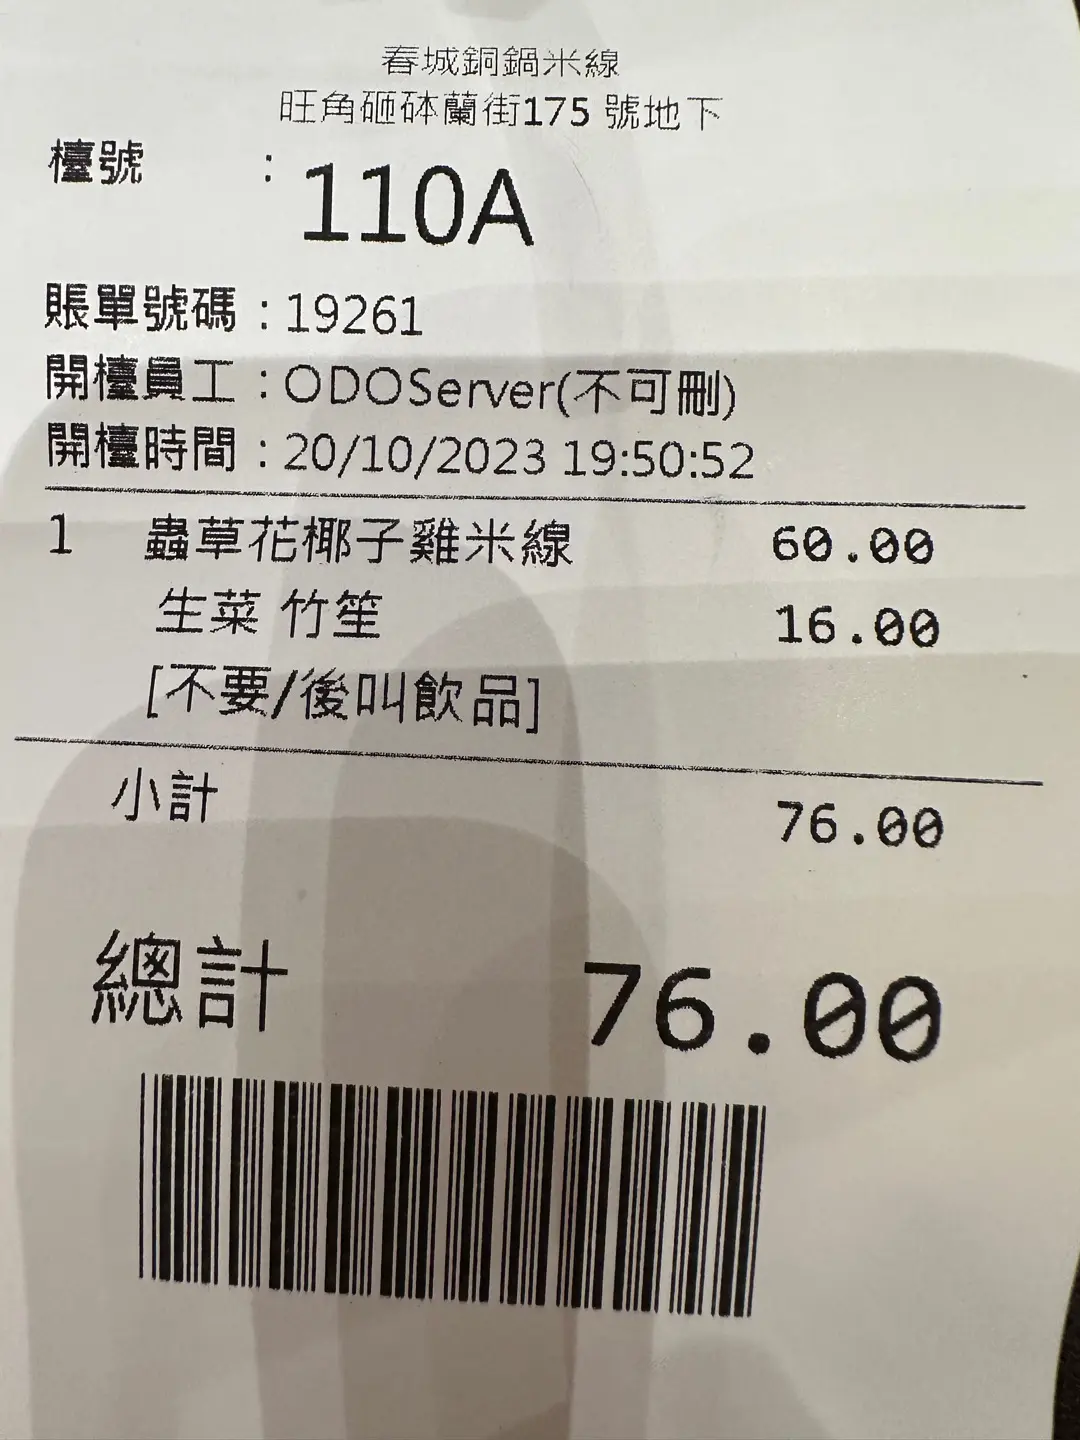 春城銅鍋米線
旺角砸砵蘭街175 號地下
檯號 : 110A
賬單號碼 : 19261
開檯員工 : ODOServer(不可刪)
開檯時間 : 20/10/2023 19:50:52
1 蟲草花椰子雞米線 60.00
生菜 竹笙 16.00
[不要/後叫飲品]
小計 76.00
總計 76.00